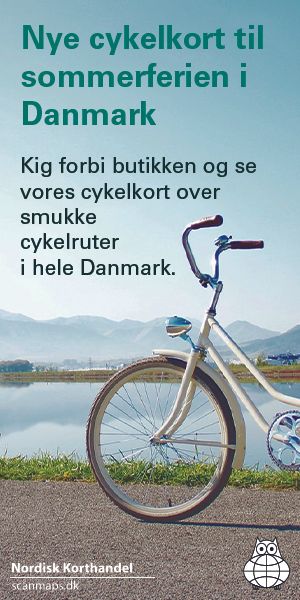 Nye cykelkort til
sommerferien i
Danmark
Kig forbi butikken og se
vores cykelkort over
smukke
cykelruter
i hele Danmark.
Nordisk Korthandel
scanmaps.dk